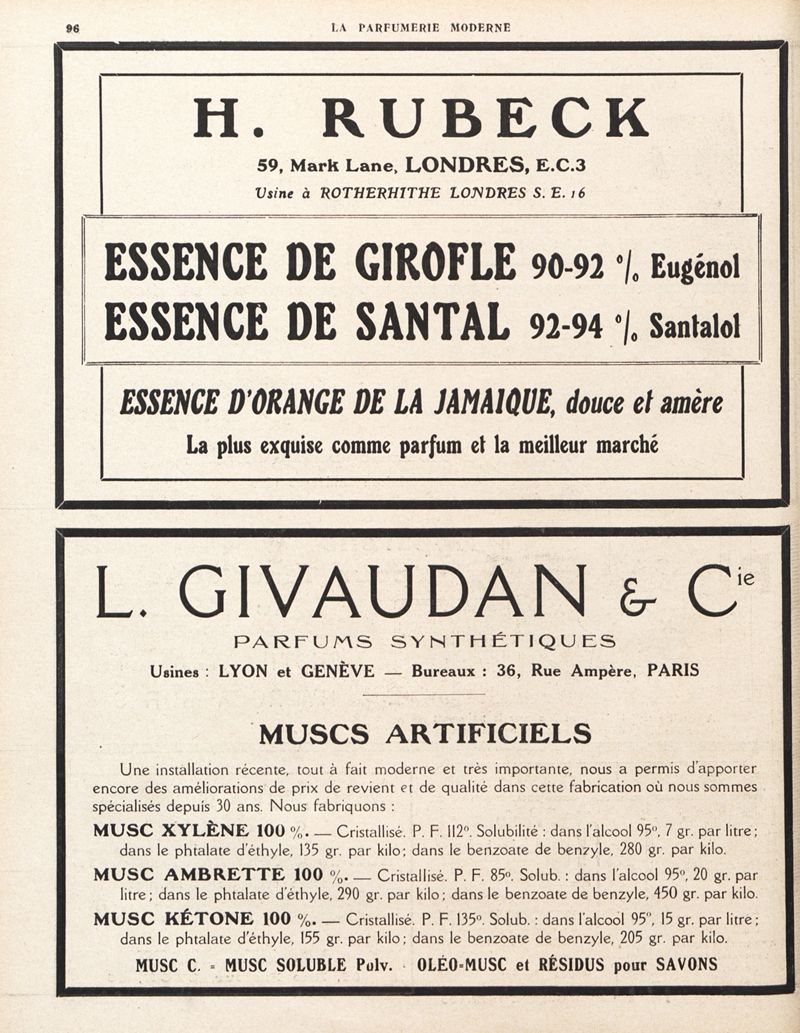 96
LA PARFUMERIE MODERNE
H. RUBECK
59, Mark Lane, LONDRES, E.C.3
Usine à ROTHERHITHE LONDRES S. E. 16
ESSENCE DE GIROFLE 90-92 % Eugénol
ESSENCE DE SANTAL 92-94 % Santalol
ESSENCE D'ORANGE DE LA JAMAIQUE, douce et amère
La plus exquise comme parfum et la meilleur marché
L. GIVAUDAN & Cie
PARFUMS SYNTHÉTIQUES
Usines : LYON et GENÈVE — Bureaux : 36, Rue Ampère, PARIS
MUSCS ARTIFICIELS
Une installation récente, tout à fait moderne et très importante, nous a permis d'apporter
encore des améliorations de prix de revient et de qualité dans cette fabrication où nous sommes
spécialisés depuis 30 ans. Nous fabriquons :
MUSC XYLÈNE 100 %. — Cristallisé. P. F. 112°. Solubilité : dans l'alcool 95°, 7 gr. par litre ;
dans le phtalate d'éthyle, 135 gr. par kilo ; dans le benzoate de benzyle, 280 gr. par kilo.
MUSC AMBRETTE 100 %. — Cristallisé. P. F. 85°. Solub. : dans l'alcool 95°, 20 gr. par
litre ; dans le phtalate d'éthyle, 290 gr. par kilo ; dans le benzoate de benzyle, 450 gr. par kilo.
MUSC KÉTONE 100 %. — Cristallisé. P. F. 135°. Solub. : dans l'alcool 95", 15 gr. par litre ;
dans le phtalate d'éthyle, 155 gr. par kilo ; dans le benzoate de benzyle, 205 gr. par kilo.
MUSC C. - MUSC SOLUBLE Pulv. - OLÉO-MUSC et RÉSIDUS pour SAVONS